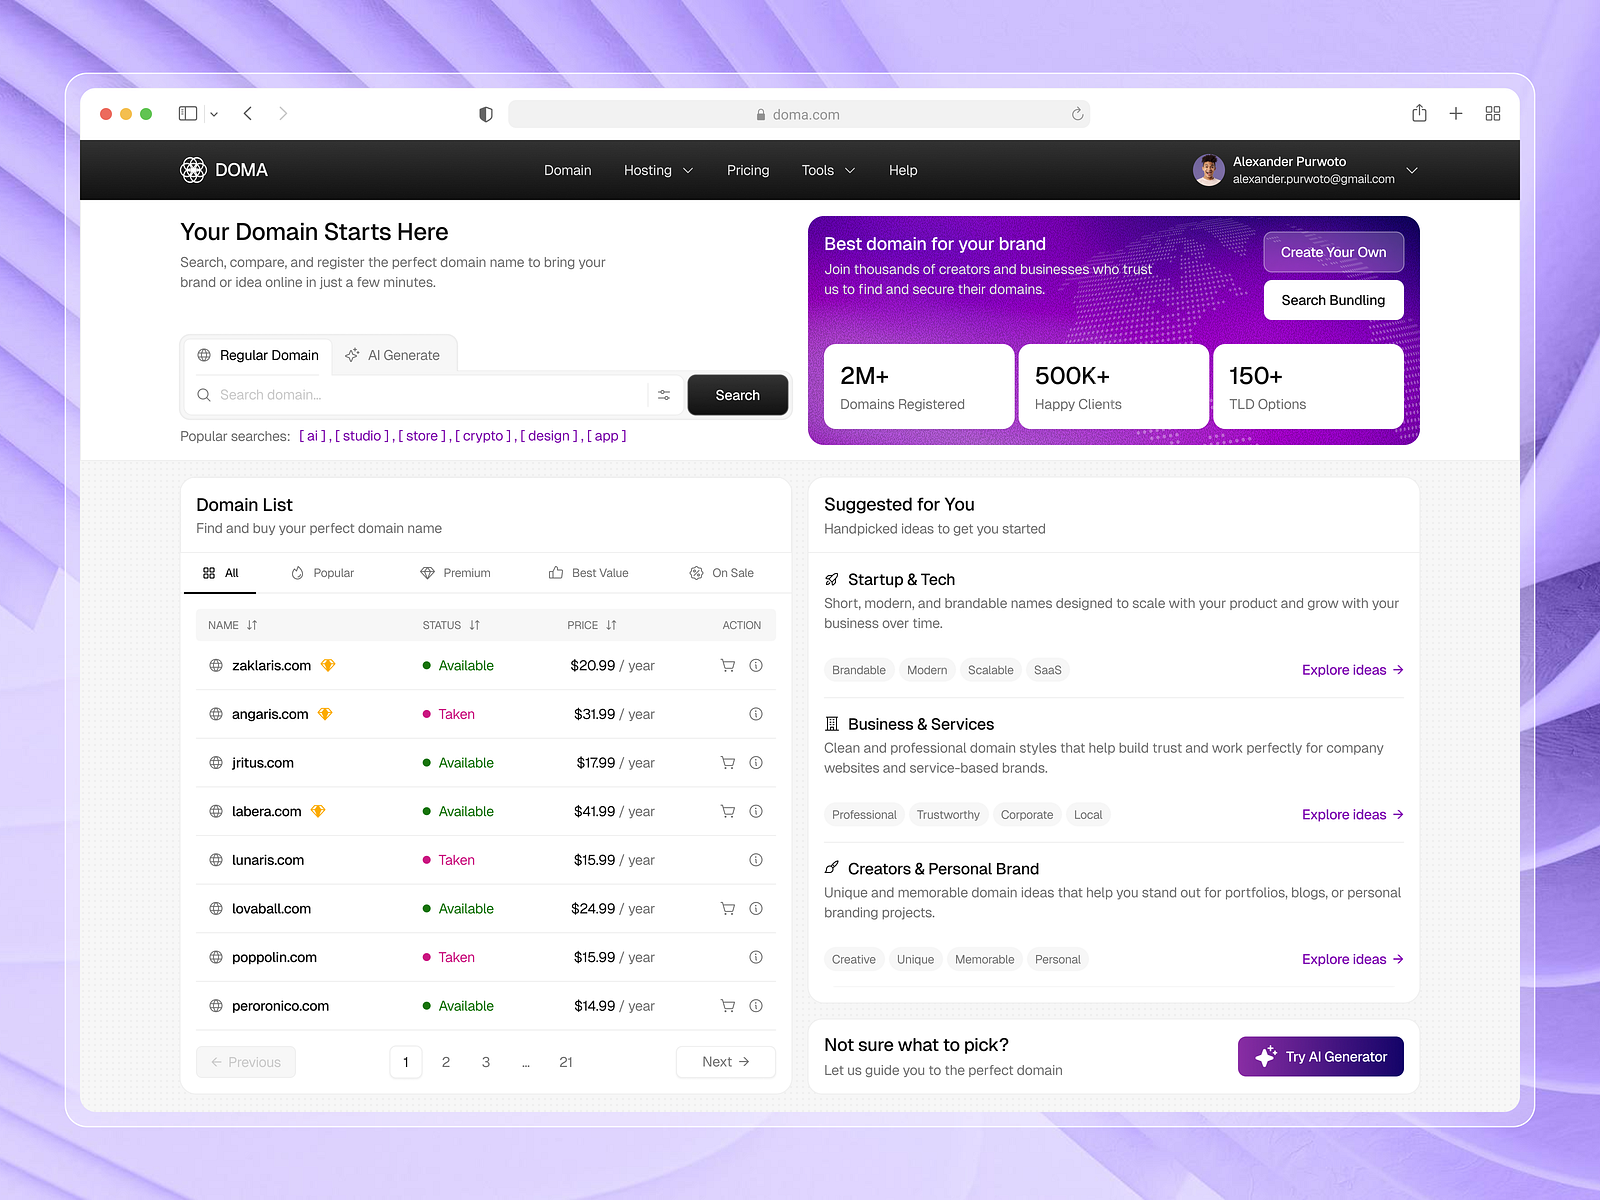 doma.com
DOMA
Domain
Hosting
Pricing
Tools
Help
Alexander Purwoto
alexander.purwoto@gmail.com
Your Domain Starts Here
Search, compare, and register the perfect domain name to bring your
brand or idea online in just a few minutes.
Regular Domain
AI Generate
Search domain...
Search
Popular searches: [ ai ] , [ studio ] , [ store ] , [ crypto ] , [ design ] , [ app ]
Best domain for your brand
Join thousands of creators and businesses who trust
us to find and secure their domains.
Create Your Own
Search Bundling
2M+
Domains Registered
500K+
Happy Clients
150+
TLD Options
Domain List
Find and buy your perfect domain name
All
Popular
Premium
Best Value
On Sale
NAME STATUS PRICE ACTION
zaklaris.com Available $20.99 / year
angaris.com Taken $31.99 / year
jritus.com Available $17.99 / year
labera.com Available $41.99 / year
lunaris.com Taken $15.99 / year
lovaball.com Available $24.99 / year
poppolin.com Taken $15.99 / year
peroronico.com Available $14.99 / year
← Previous 1 2 3 ... 21 Next →
Suggested for You
Handpicked ideas to get you started
Startup & Tech
Short, modern, and brandable names designed to scale with your product and grow with your
business over time.
Brandable Modern Scalable SaaS Explore ideas →
Business & Services
Clean and professional domain styles that help build trust and work perfectly for company
websites and service-based brands.
Professional Trustworthy Corporate Local Explore ideas →
Creators & Personal Brand
Unique and memorable domain ideas that help you stand out for portfolios, blogs, or personal
branding projects.
Creative Unique Memorable Personal Explore ideas →
Not sure what to pick?
Let us guide you to the perfect domain
Try AI Generator